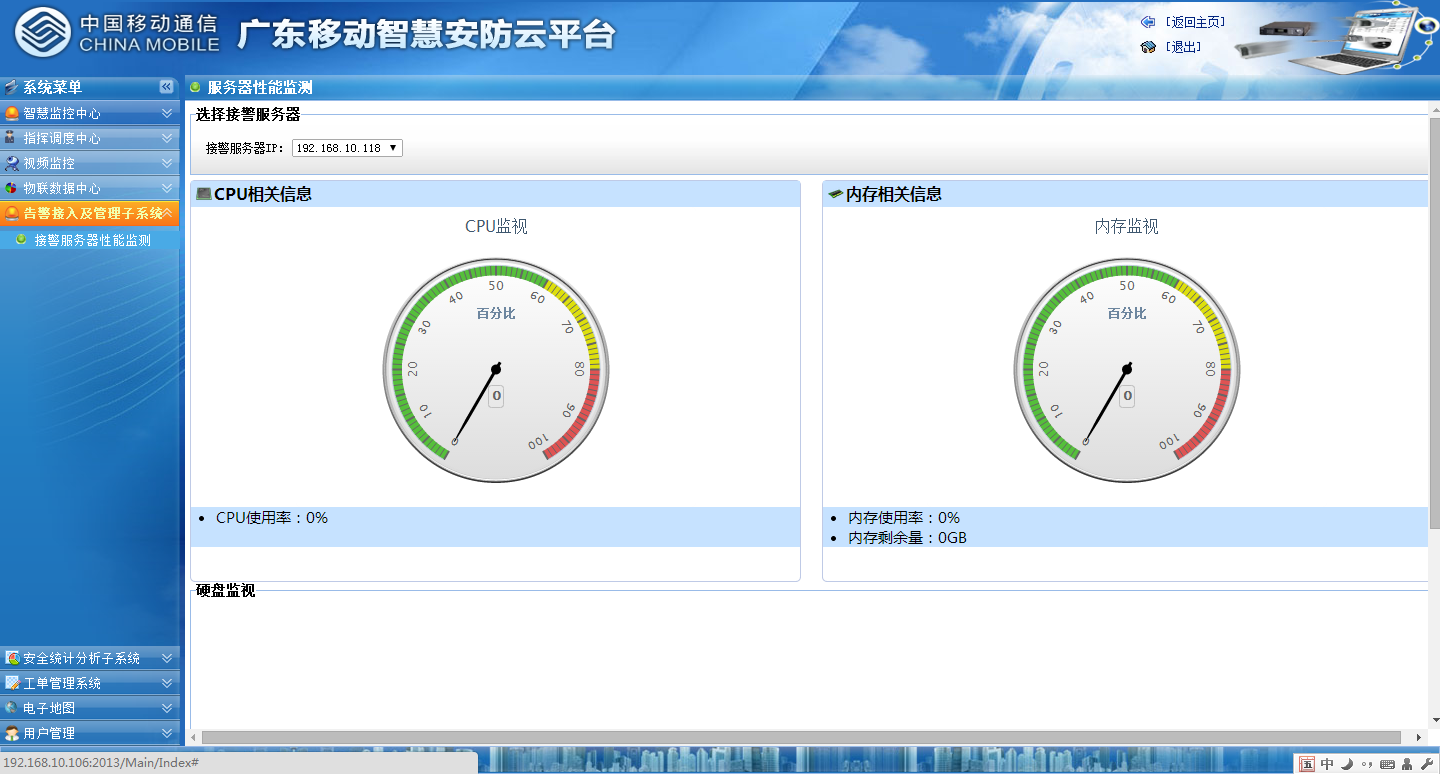 中国移动通信
CHINA MOBILE
广东移动智慧安防云平台
[返回主页]
[退出]
系统菜单
智慧监控中心
指挥调度中心
视频监控
物联数据中心
告警接入及管理子系统
接警服务器性能监测
安全统计分析子系统
工单管理系统
电子地图
用户管理
服务器性能监测
选择接警服务器
接警服务器IP: 192.168.10.118
CPU相关信息
CPU监视
0
10
20
30
40
50
60
70
80
90
100
百分比
0
CPU使用率：0%
内存相关信息
内存监视
0
10
20
30
40
50
60
70
80
90
100
百分比
0
内存使用率：0%
内存剩余量：0GB
硬盘监视
192.168.10.106:2013/Main/Index#
五 中